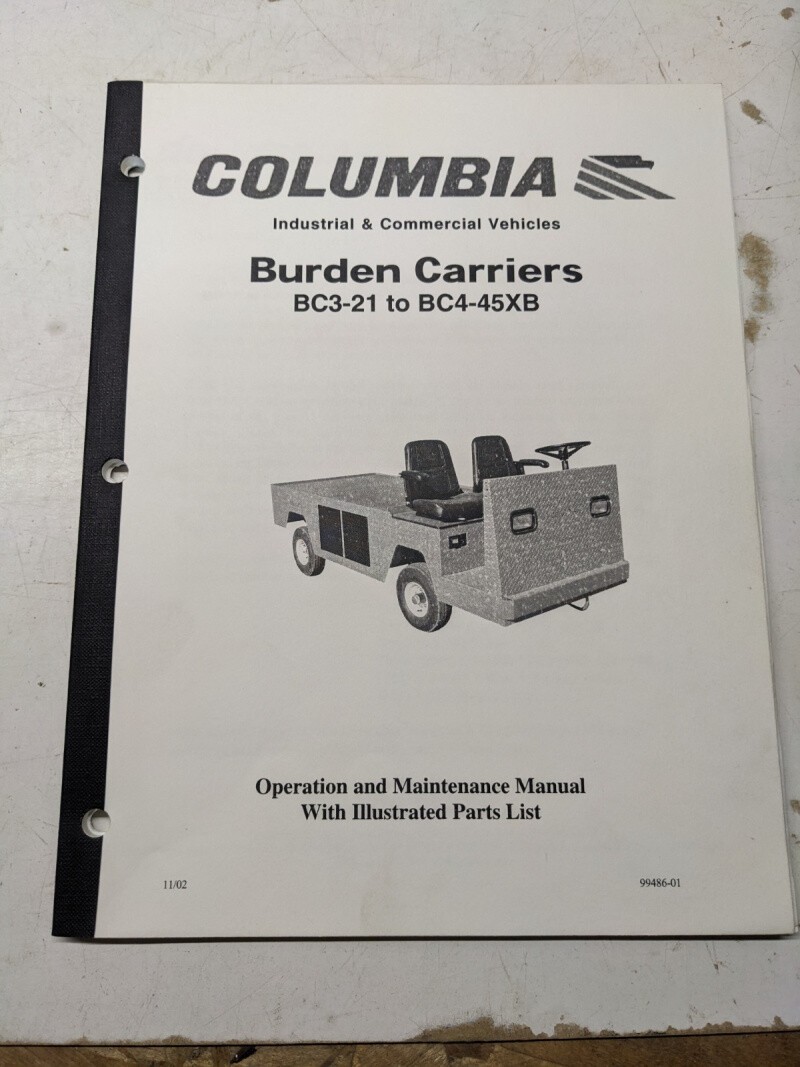 COLUMBIA
Industrial & Commercial Vehicles
Burden Carriers
BC3-21 to BC4-45XB
Operation and Maintenance Manual
With Illustrated Parts List
11/02
99486-01